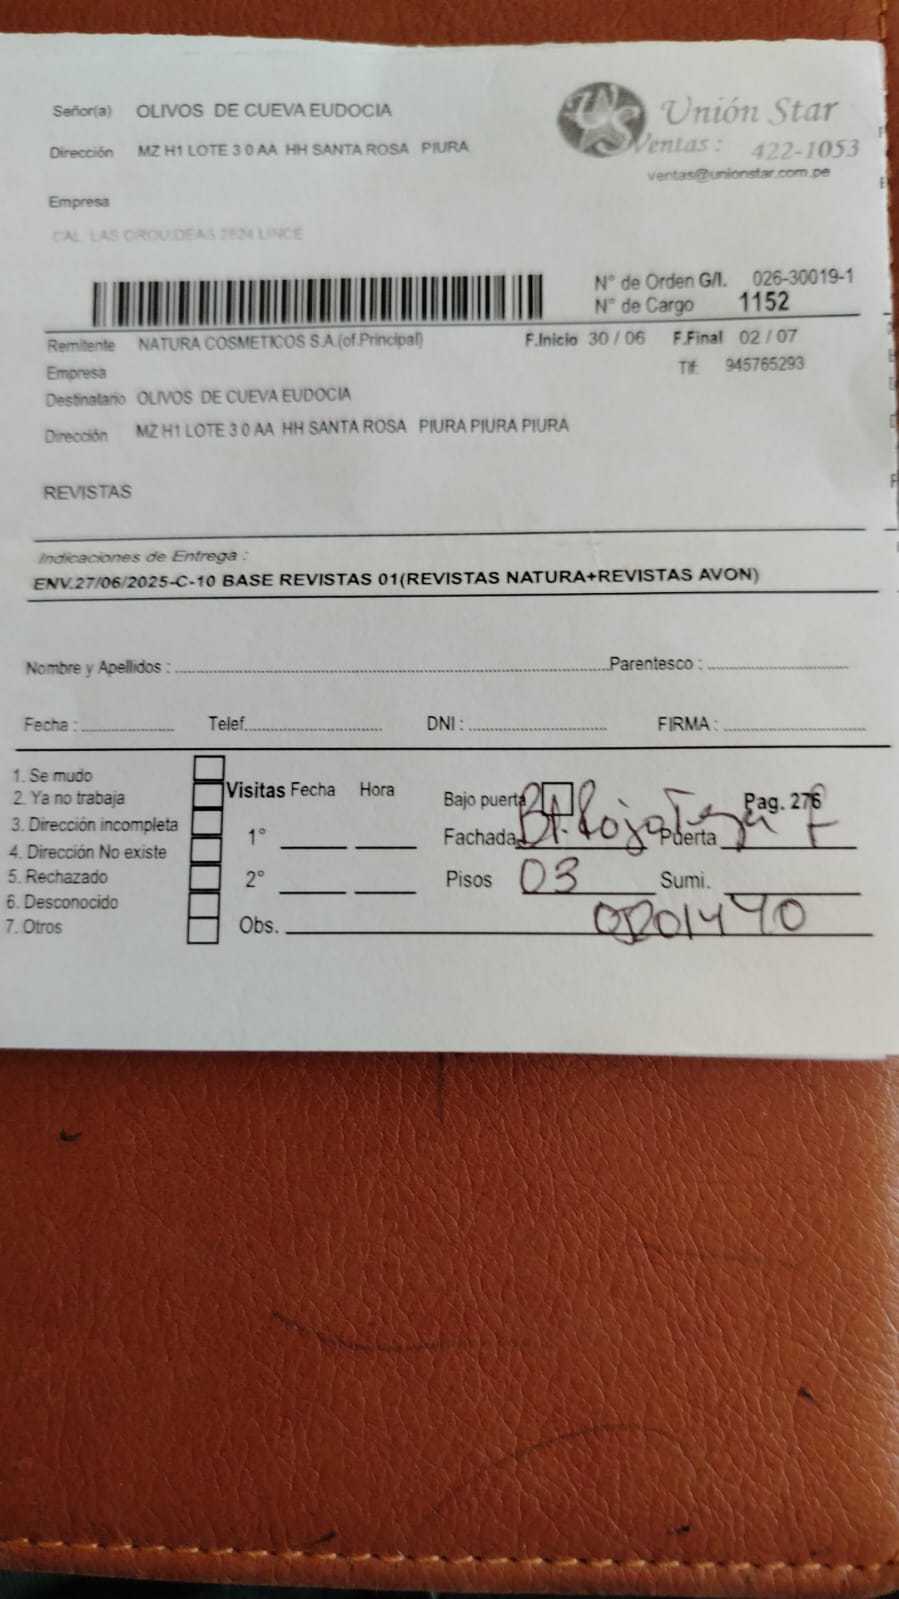 Señor(a) OLIVOS DE CUEVA EUDOCIA
Unión Star
Dirección MZ H1 LOTE 3 0 AA HH SANTA ROSA PIURA
Ventas : 422-1053
ventas@unionstar.com.pe
Empresa
CAL. LAS ORQUIDEAS 2624 LINCE
N° de Orden G/I. 026-30019-1
N° de Cargo 1152
Remitente NATURA COSMETICOS S.A.(of.Principal) F.Inicio 30 / 06 F.Final 02 / 07
Empresa Tlf: 945765293
Destinatario OLIVOS DE CUEVA EUDOCIA
Dirección MZ H1 LOTE 3 0 AA HH SANTA ROSA PIURA PIURA PIURA
REVISTAS
Indicaciones de Entrega :
ENV.27/06/2025-C-10 BASE REVISTAS 01(REVISTAS NATURA+REVISTAS AVON)
Nombre y Apellidos : Parentesco :
Fecha : Telef. DNI : FIRMA :
1. Se mudo
2. Ya no trabaja
3. Dirección incompleta
4. Dirección No existe
5. Rechazado
6. Desconocido
7. Otros
Visitas Fecha Hora
1°
2°
Obs.
Bajo puerta Pag. 276
Fachada Puerta
Pisos 03 Sumi.